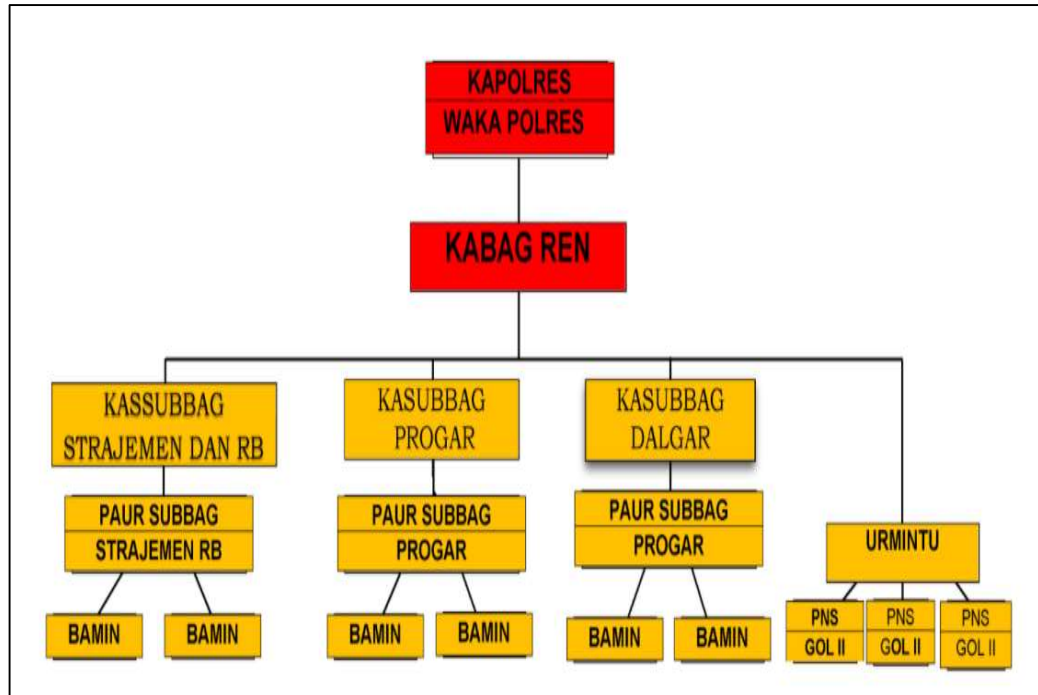 KAPOLRES
WAKA POLRES
KABAG REN
KASSUBBAG
STRAJEMEN DAN RB
KASUBBAG
PROGAR
KASUBBAG
DALGAR
PAUR SUBBAG
STRAJEMEN RB
PAUR SUBBAG
PROGAR
PAUR SUBBAG
PROGAR
URMINTU
BAMIN
BAMIN
BAMIN
BAMIN
BAMIN
BAMIN
PNS
GOL II
PNS
GOL II
PNS
GOL II